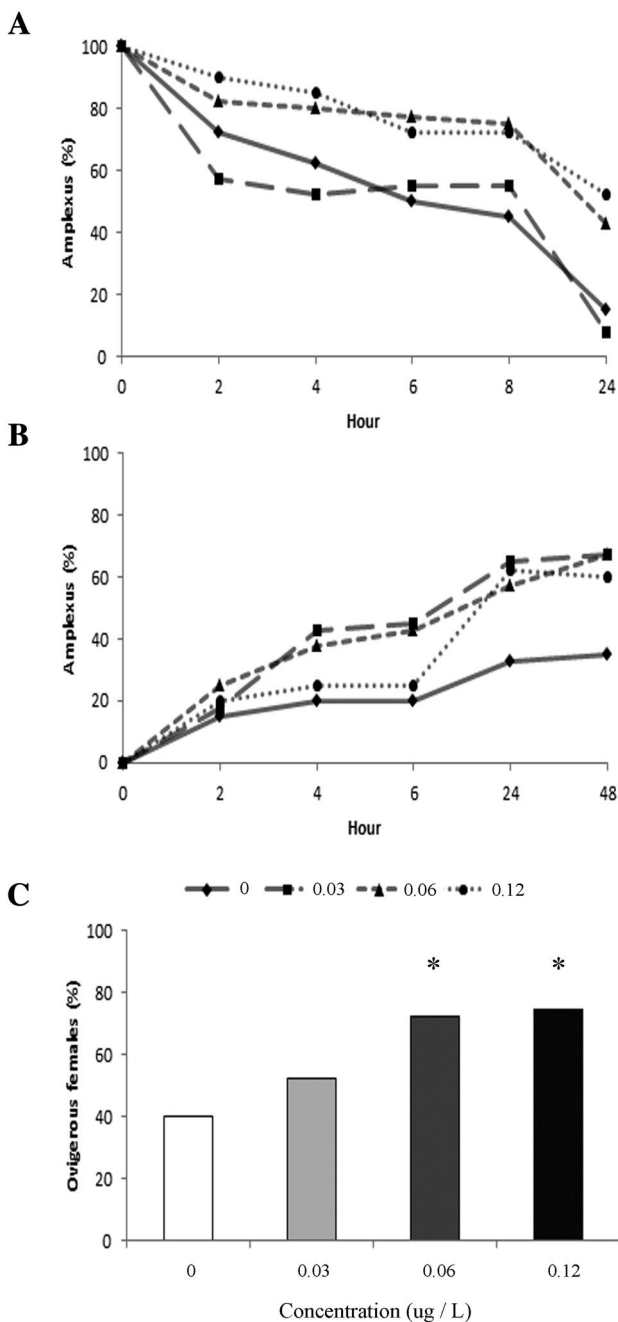 A
100
80
60
40
20
0
Amplexus (%)
0 2 4 6 8 24
Hour
B
100
80
60
40
20
0
Amplexus (%)
0 2 4 6 24 48
Hour
0 0.03 0.06 0.12
C
100
80
60
40
20
0
Ovigerous females (%)
* *
0 0.03 0.06 0.12
Concentration (ug / L)